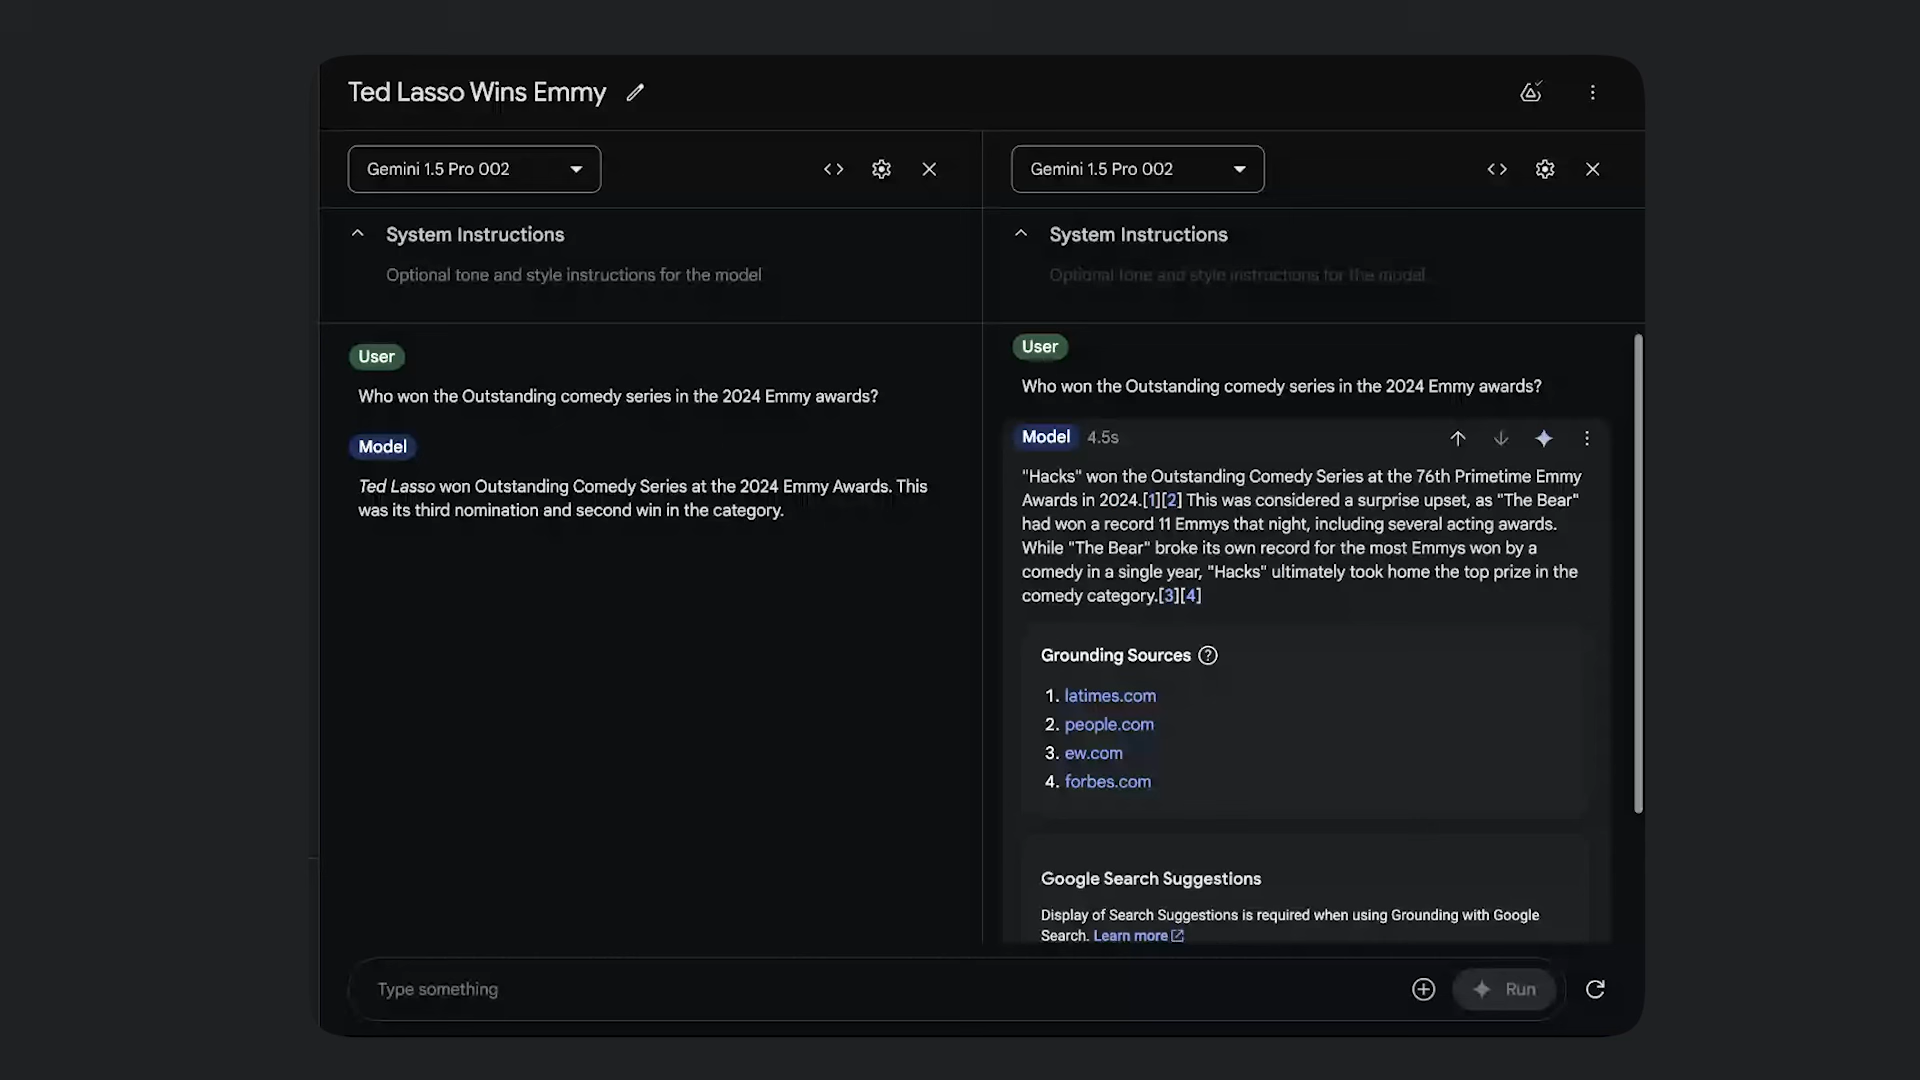 Ted Lasso Wins Emmy
Gemini 1.5 Pro 002
System Instructions
Optional tone and style instructions for the model
User
Who won the Outstanding comedy series in the 2024 Emmy awards?
Model
Ted Lasso won Outstanding Comedy Series at the 2024 Emmy Awards. This
was its third nomination and second win in the category.
Gemini 1.5 Pro 002
System Instructions
Optional tone and style instructions for the model
User
Who won the Outstanding comedy series in the 2024 Emmy awards?
Model 4.5s
"Hacks" won the Outstanding Comedy Series at the 76th Primetime Emmy
Awards in 2024.[1][2] This was considered a surprise upset, as "The Bear"
had won a record 11 Emmys that night, including several acting awards.
While "The Bear" broke its own record for the most Emmys won by a
comedy in a single year, "Hacks" ultimately took home the top prize in the
comedy category.[3][4]
Grounding Sources
1. latimes.com
2. people.com
3. ew.com
4. forbes.com
Google Search Suggestions
Display of Search Suggestions is required when using Grounding with Google
Search. Learn more
Type something
Run